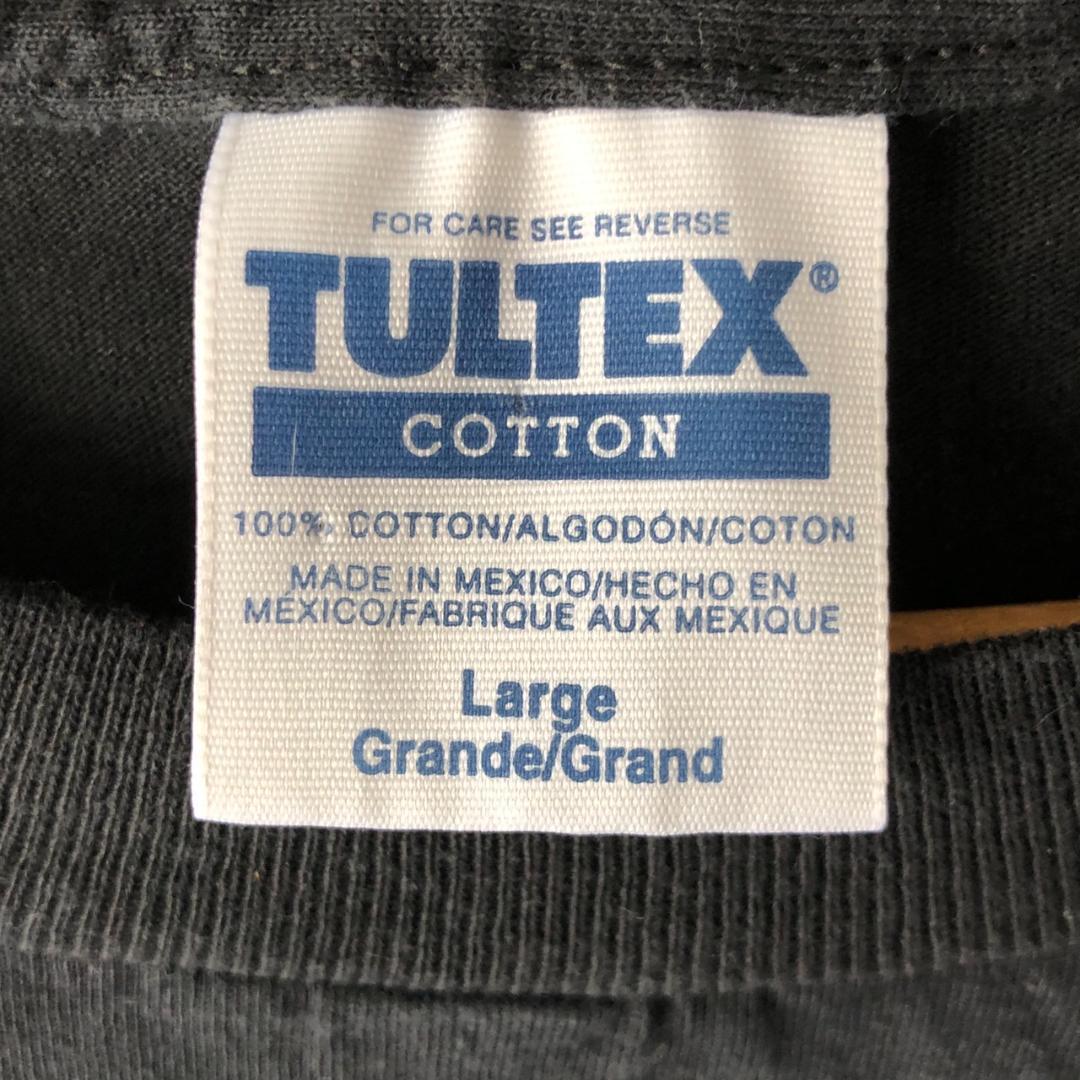 FOR CARE SEE REVERSE
TULTEX®
COTTON
100% COTTON/ALGODÓN/COTON
MADE IN MEXICO/HECHO EN
MEXICO/FABRIQUE AUX MEXIQUE
Large
Grande/Grand